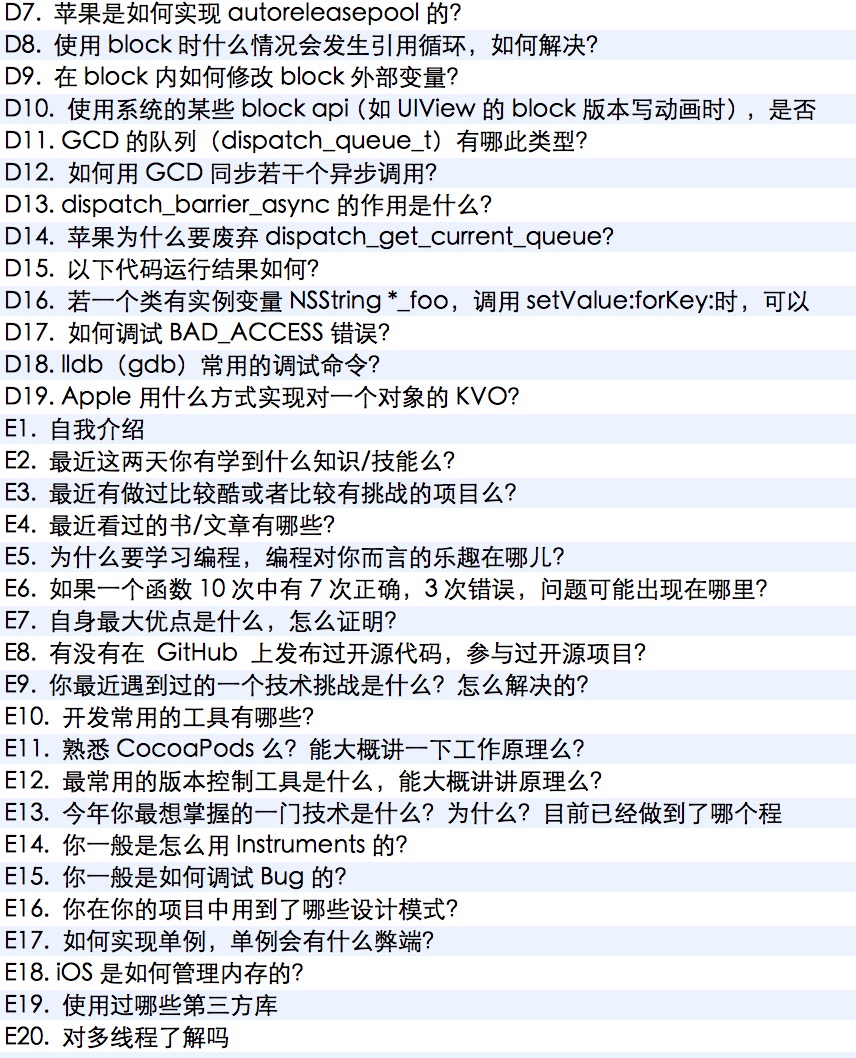 D7. 苹果是如何实现 autoreleasepool 的?
D8. 使用 block 时什么情况会发生引用循环，如何解决?
D9. 在 block 内如何修改 block 外部变量?
D10. 使用系统的某些 block api（如 UIView 的 block 版本写动画时），是否
D11. GCD 的队列（dispatch_queue_t）有哪此类型?
D12. 如何用 GCD 同步若干个异步调用?
D13. dispatch_barrier_async 的作用是什么?
D14. 苹果为什么要废弃 dispatch_get_current_queue?
D15. 以下代码运行结果如何?
D16. 若一个类有实例变量 NSString *_foo，调用 setValue:forKey:时，可以
D17. 如何调试 BAD_ACCESS 错误?
D18. lldb（gdb）常用的调试命令?
D19. Apple 用什么方式实现对一个对象的 KVO?
E1. 自我介绍
E2. 最近这两天你有学到什么知识/技能么?
E3. 最近有做过比较酷或者比较有挑战的项目么?
E4. 最近看过的书/文章有哪些?
E5. 为什么要学习编程，编程对你而言的乐趣在哪儿?
E6. 如果一个函数 10 次中有 7 次正确，3 次错误，问题可能出现在哪里?
E7. 自身最大优点是什么，怎么证明?
E8. 有没有在 GitHub 上发布过开源代码，参与过开源项目?
E9. 你最近遇到过的一个技术挑战是什么? 怎么解决的?
E10. 开发常用的工具有哪些?
E11. 熟悉 CocoaPods 么? 能大概讲一下工作原理么?
E12. 最常用的版本控制工具是什么，能大概讲讲原理么?
E13. 今年你最想掌握的一门技术是什么? 为什么? 目前已经做到了哪个程
E14. 你一般是怎么用 Instruments 的?
E15. 你一般是如何调试 Bug 的?
E16. 你在你的项目中用到了哪些设计模式?
E17. 如何实现单例，单例会有什么弊端?
E18. iOS 是如何管理内存的?
E19. 使用过哪些第三方库
E20. 对多线程了解吗